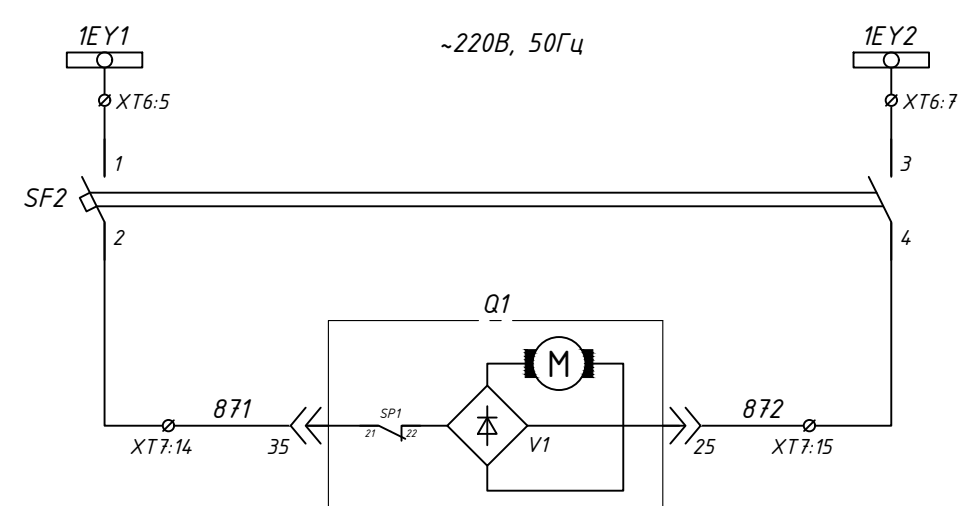 1EY1
~220В, 50Гц
1EY2
XT6:5
XT6:7
1
3
SF2
2
4
Q1
M
871
SP1
872
21
22
XT7:14
35
V1
25
XT7:15